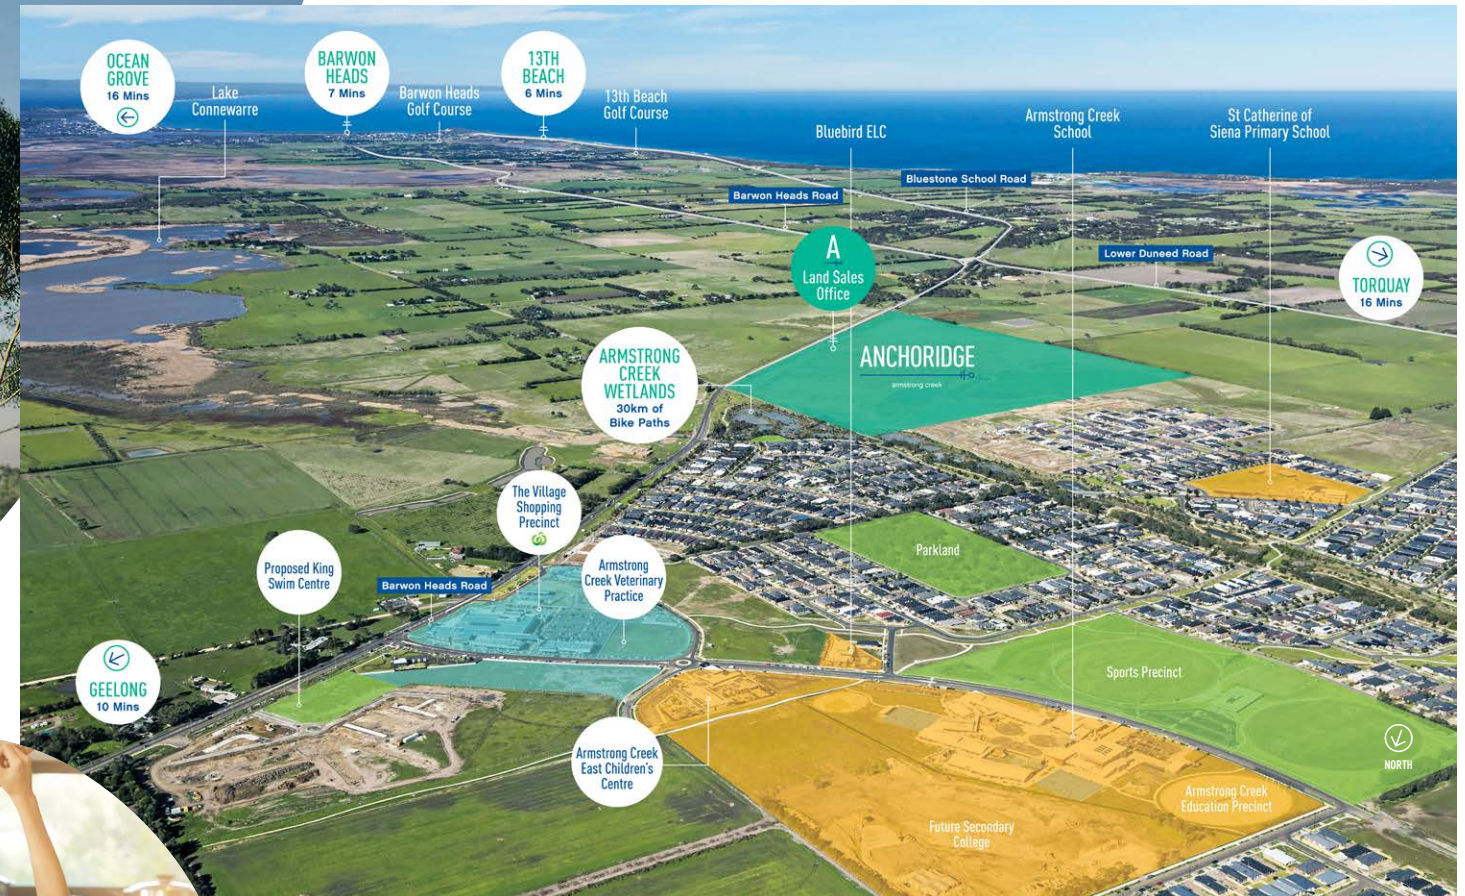 OCEAN
GROVE
16 Mins
Lake
Connewarre
BARWON
HEADS
7 Mins
Barwon Heads
Golf Course
13TH
BEACH
6 Mins
13th Beach
Golf Course
Bluebird ELC
Armstrong Creek
School
St Catherine of
Siena Primary School
Barwon Heads Road
Bluestone School Road
Lower Duneed Road
A
Land Sales
Office
TORQUAY
16 Mins
ANCHORIDGE
armstrong creek
ARMSTRONG
CREEK
WETLANDS
30km of
Bike Paths
The Village
Shopping
Precinct
Parkland
Proposed King
Swim Centre
Barwon Heads Road
Armstrong
Creek Veterinary
Practice
GEELONG
10 Mins
Sports Precinct
Armstrong Creek
East Children's
Centre
NORTH
Armstrong Creek
Education Precinct
Future Secondary
College